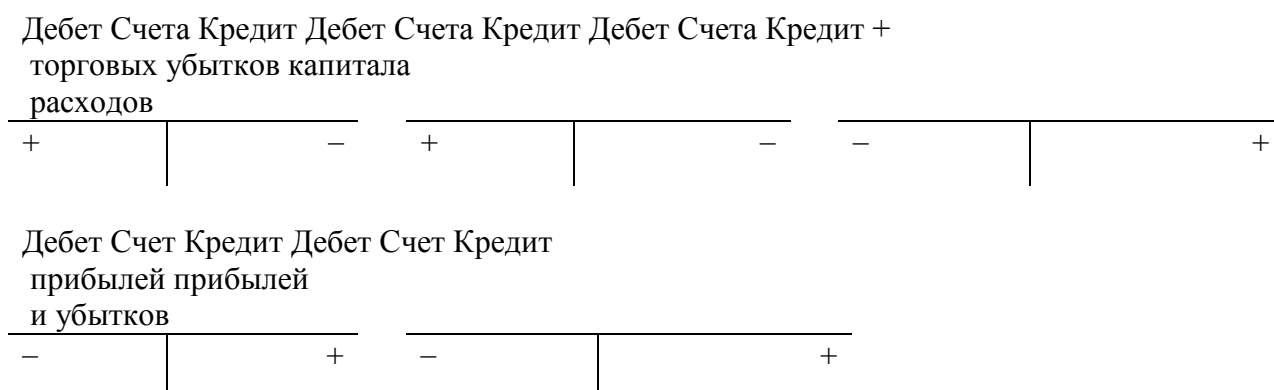 Дебет Счета Кредит Дебет Счета Кредит Дебет Счета Кредит +
торговых убытков капитала
расходов
+ – + – – +
Дебет Счет Кредит Дебет Счет Кредит
прибылей прибылей
и убытков
– + – +